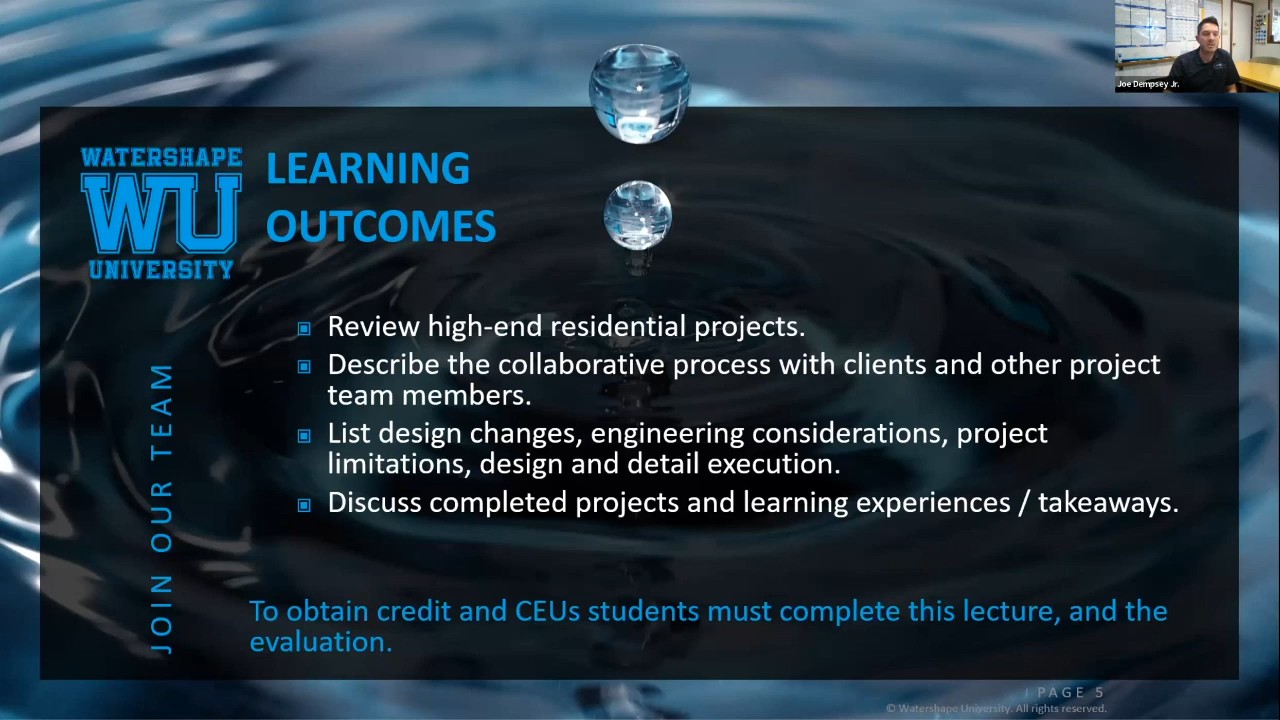 Joe Dempsey Jr.
WATERSHAPE
WU
UNIVERSITY
LEARNING
OUTCOMES
Review high-end residential projects.
Describe the collaborative process with clients and other project
team members.
List design changes, engineering considerations, project
limitations, design and detail execution.
Discuss completed projects and learning experiences / takeaways.
JOIN OUR TEAM
To obtain credit and CEUs students must complete this lecture, and the
evaluation.
| PAGE 5
© Watershape University. All rights reserved.